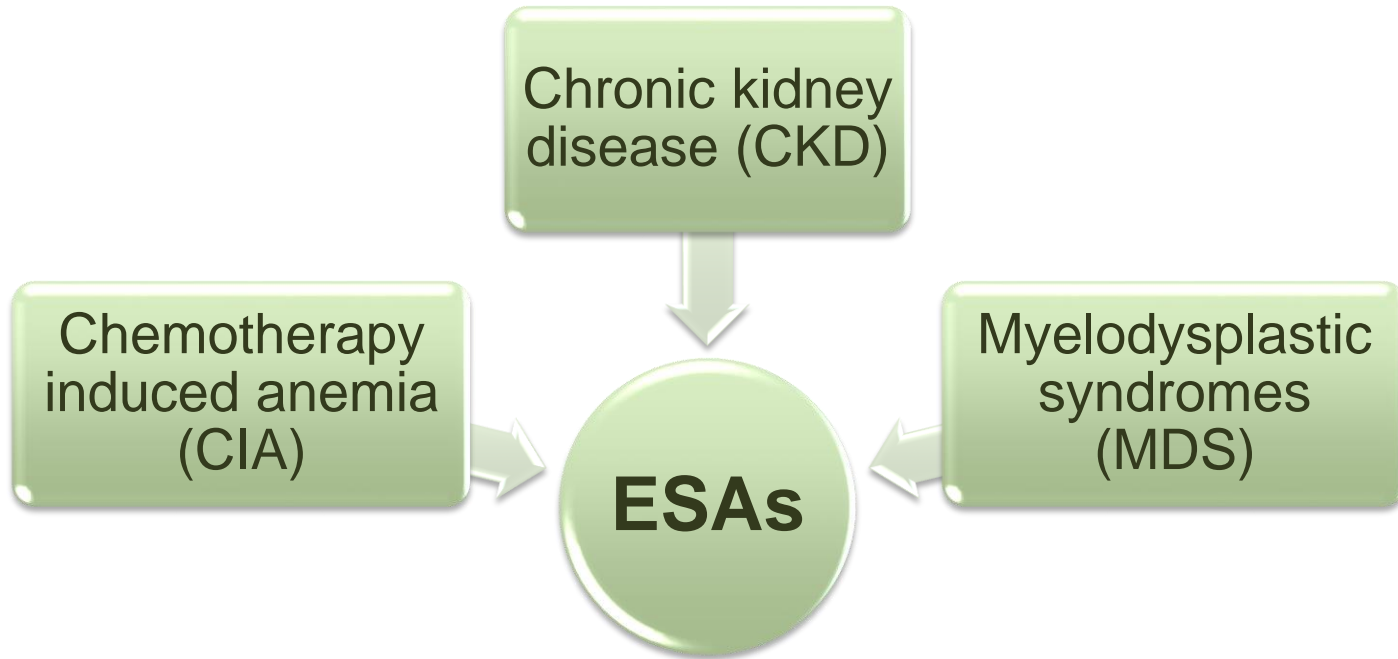 Chronic kidney
disease (CKD)
Chemotherapy
induced anemia
(CIA)
Myelodysplastic
syndromes
(MDS)
ESAs